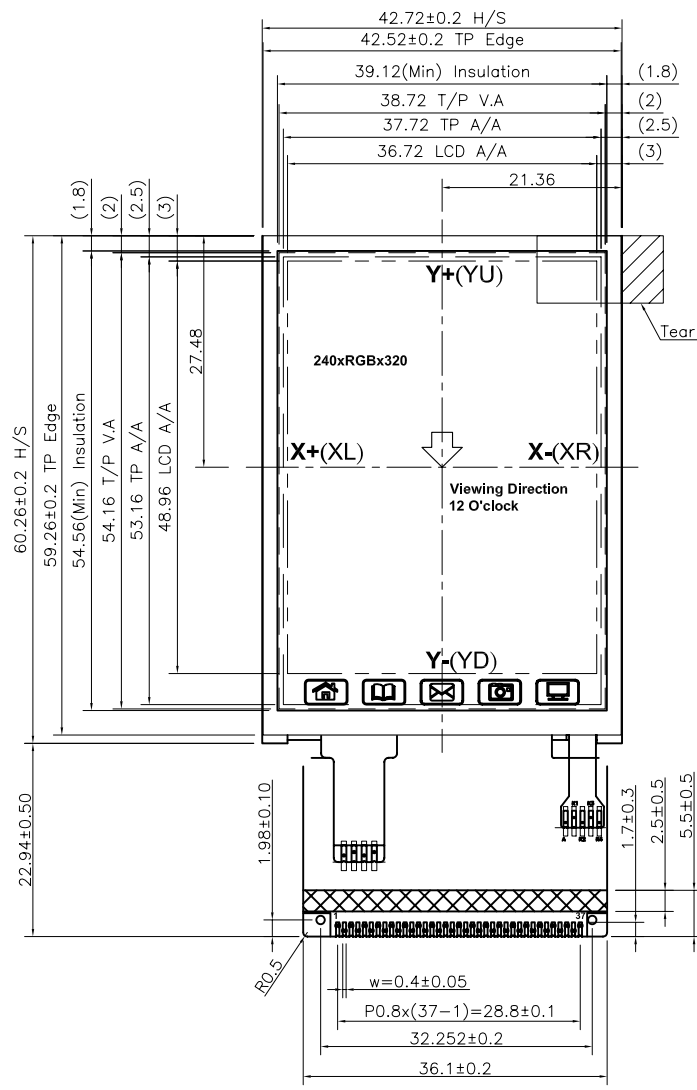 42.72±0.2 H/S
42.52±0.2 TP Edge
39.12(Min) Insulation
(1.8)
38.72 T/P V.A
(2)
37.72 TP A/A
(2.5)
36.72 LCD A/A
(3)
21.36
(1.8)
(2)
(2.5)
(3)
Y+(YU)
Tear
27.48
240xRGBx320
X+(XL)
X-(XR)
Viewing Direction
12 O'clock
60.26±0.2 H/S
59.26±0.2 TP Edge
54.56(Min) Insulation
54.16 T/P V.A
53.16 TP A/A
48.96 LCD A/A
Y-(YD)
22.94±0.50
1.98±0.10
1.7±0.3
2.5±0.5
5.5±0.5
A
1
37
R0.5
w=0.4±0.05
P0.8x(37-1)=28.8±0.1
32.252±0.2
36.1±0.2